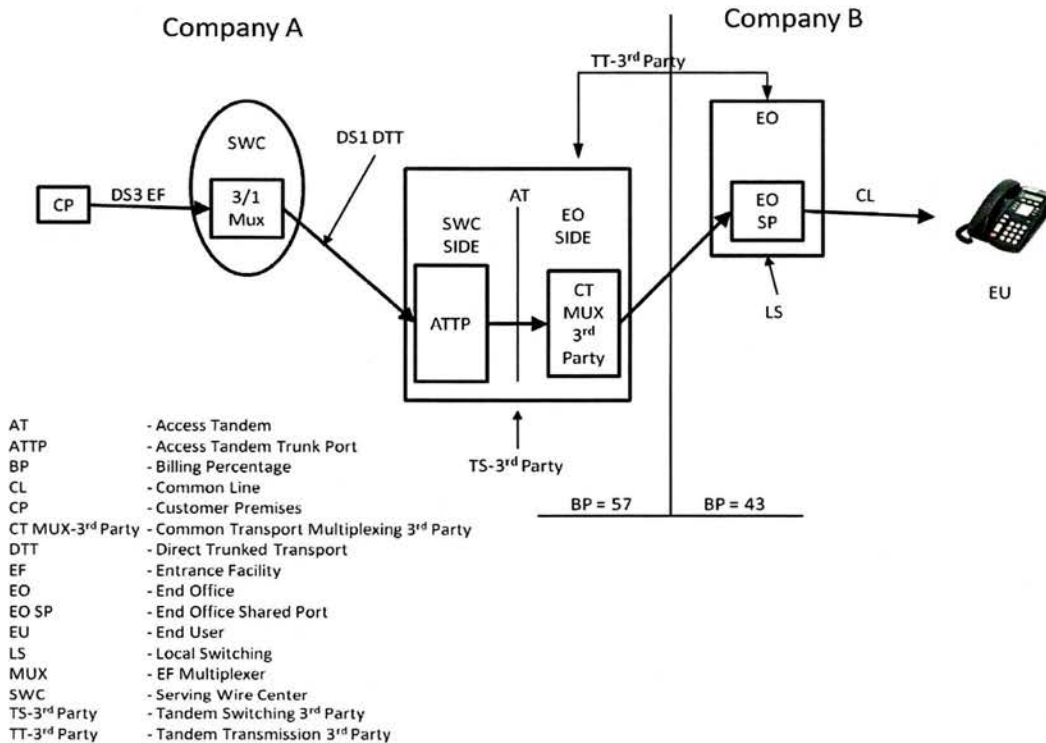 Company A
Company B
TT-3rd Party
EO
SWC
DS1 DTT
CP
DS3 EF
3/1
Mux
AT
SWC
SIDE
EO
SIDE
EO
SP
CL
EU
LS
ATTP
CT
MUX
3rd
Party
TS-3rd Party
BP = 57
BP = 43
AT - Access Tandem
ATTP - Access Tandem Trunk Port
BP - Billing Percentage
CL - Common Line
CP - Customer Premises
CT MUX-3rd Party - Common Transport Multiplexing 3rd Party
DTT - Direct Trunked Transport
EF - Entrance Facility
EO - End Office
EO SP - End Office Shared Port
EU - End User
LS - Local Switching
MUX - EF Multiplexer
SWC - Serving Wire Center
TS-3rd Party - Tandem Switching 3rd Party
TT-3rd Party - Tandem Transmission 3rd Party